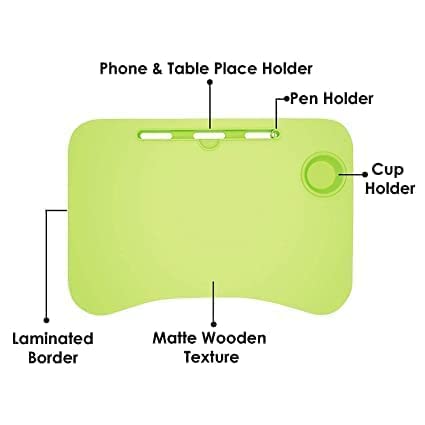 Phone & Table Place Holder
Pen Holder
Cup
Holder
Laminated
Border
Matte Wooden
Texture